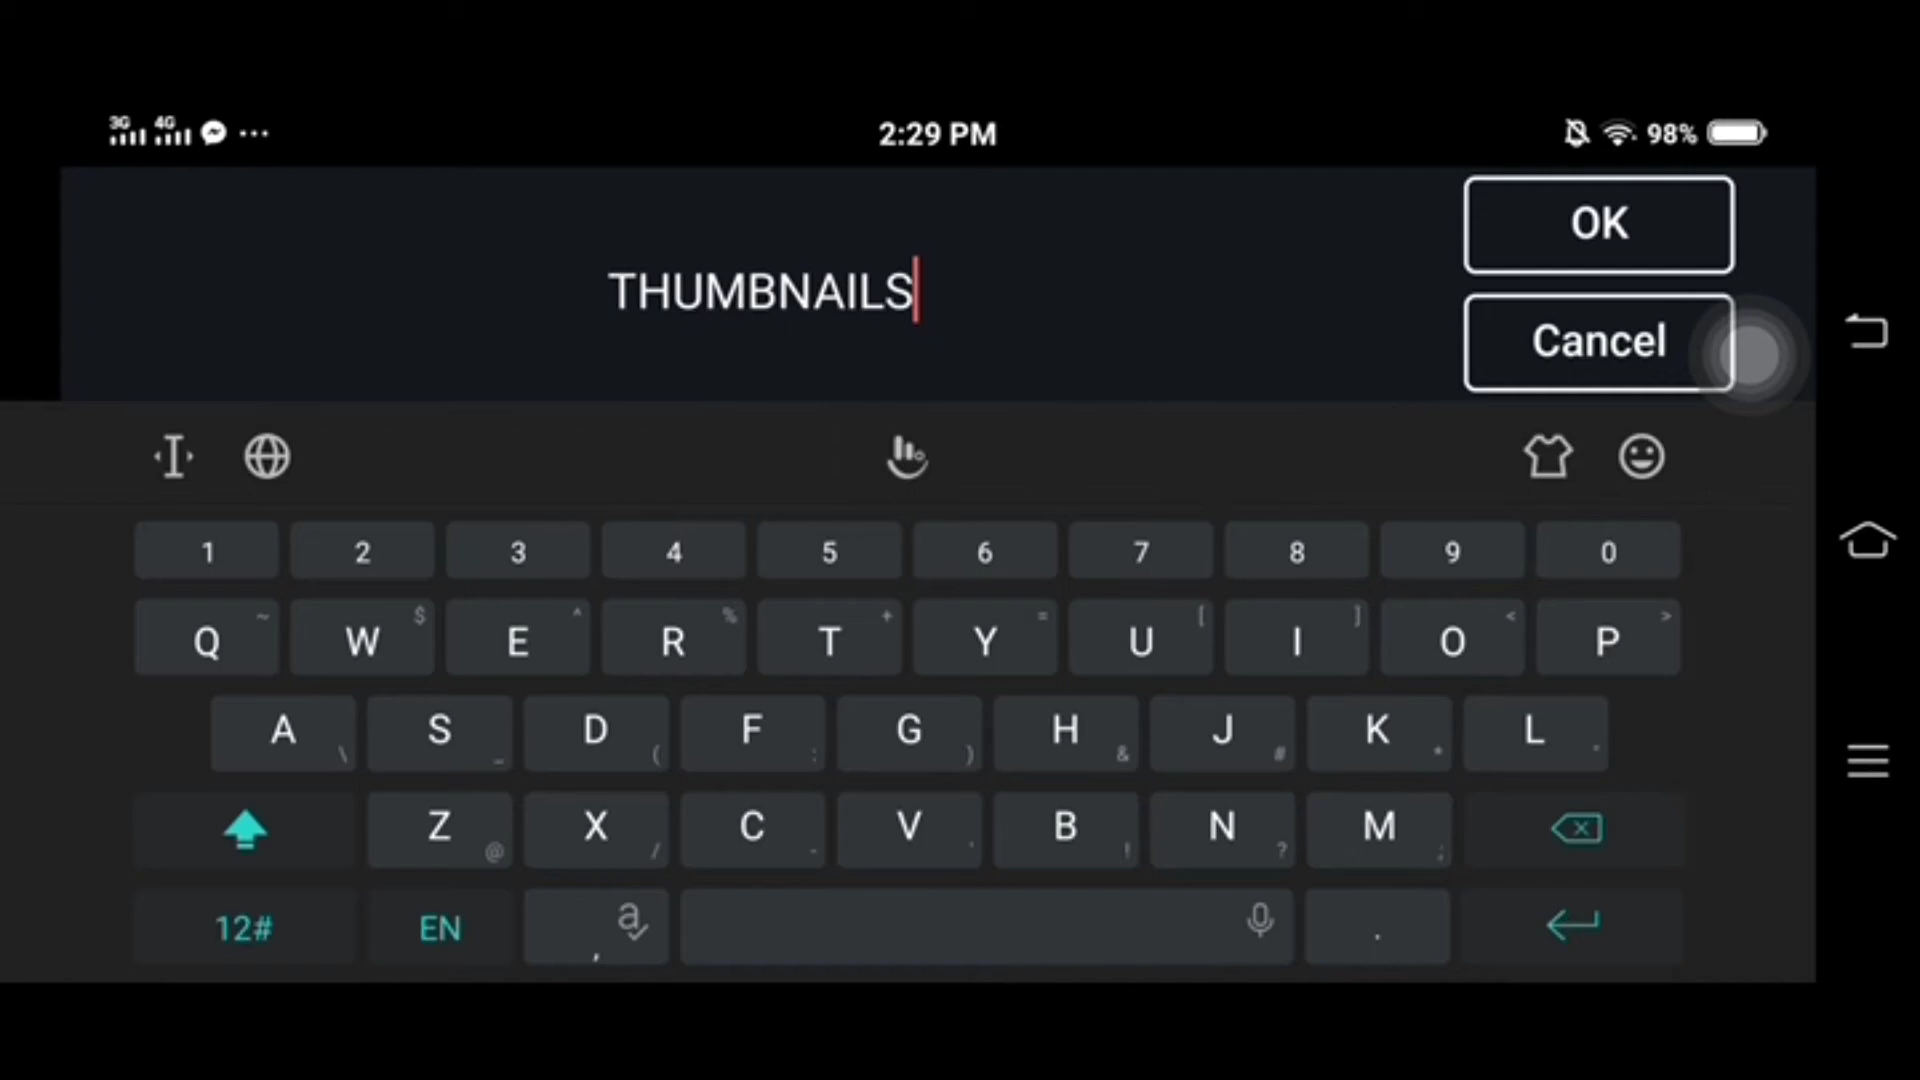 3G 4G 2:29 PM 98%
OK
THUMBNAILS
Cancel
1 2 3 4 5 6 7 8 9 0
~ $ ^ % + = [ ] < >
Q W E R T Y U I O P
A S D F G H J K L
\ _ ( : ) & # *
Z X C V B N M
@ / - ' ! ? ;
12# EN , a .